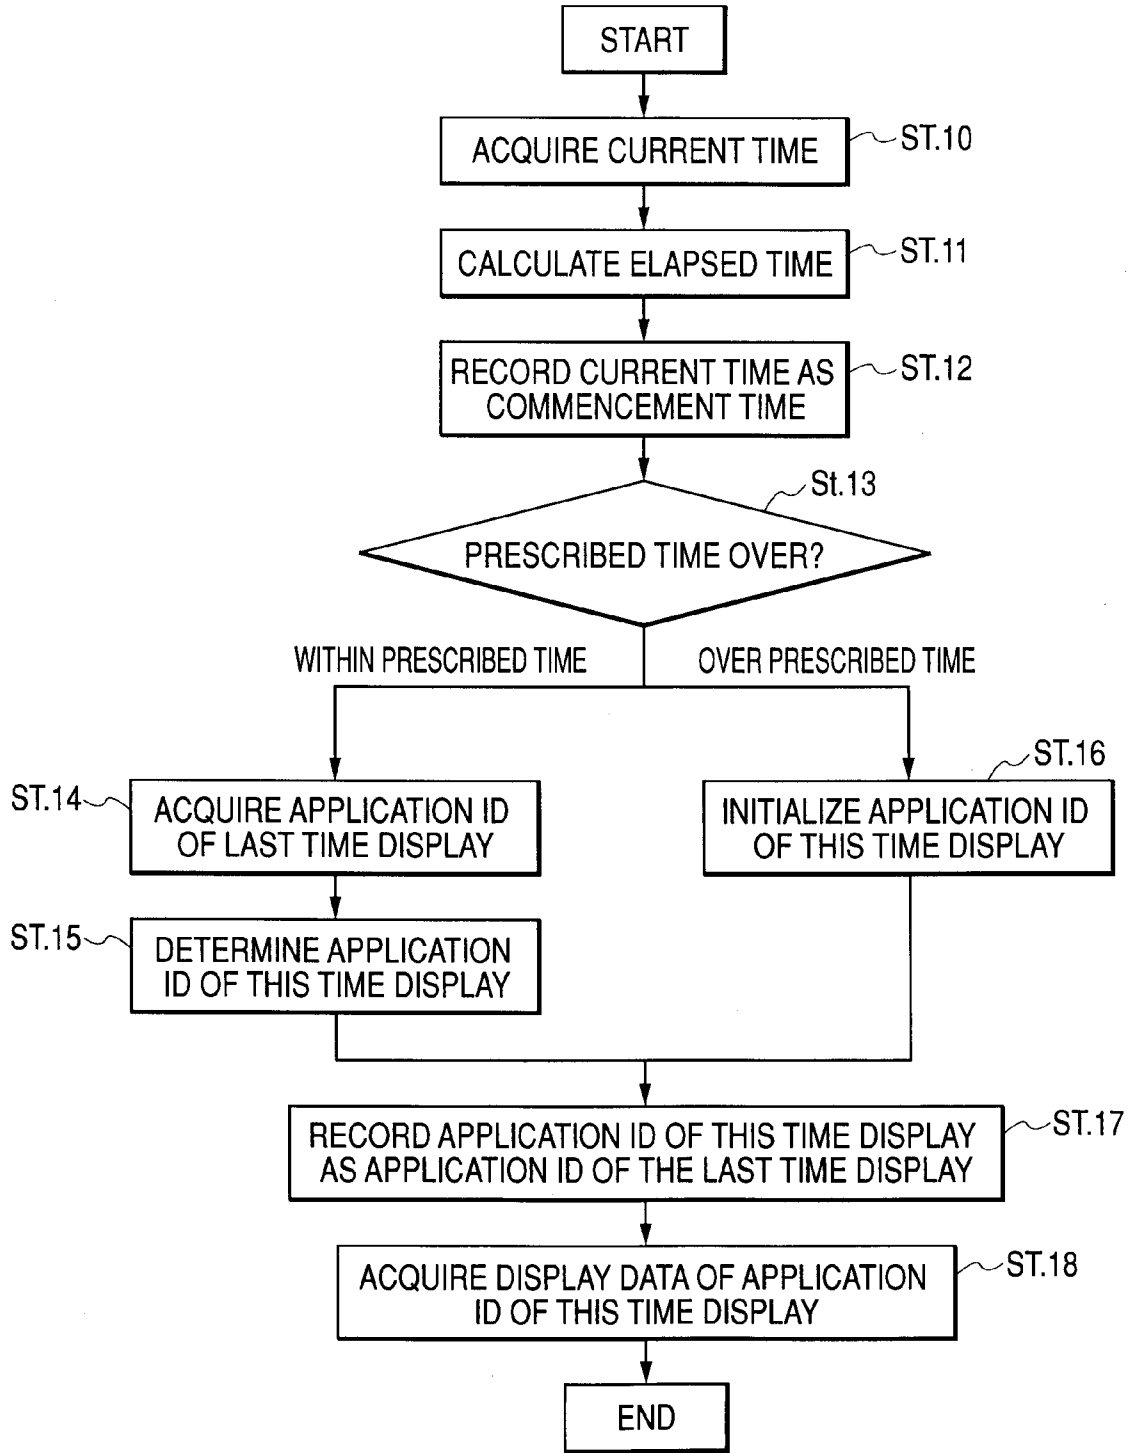 START
ACQUIRE CURRENT TIME
ST.10
CALCULATE ELAPSED TIME
ST.11
RECORD CURRENT TIME AS
COMMENCEMENT TIME
ST.12
St.13
PRESCRIBED TIME OVER?
WITHIN PRESCRIBED TIME
OVER PRESCRIBED TIME
ST.14
ACQUIRE APPLICATION ID
OF LAST TIME DISPLAY
ST.16
INITIALIZE APPLICATION ID
OF THIS TIME DISPLAY
ST.15
DETERMINE APPLICATION
ID OF THIS TIME DISPLAY
RECORD APPLICATION ID OF THIS TIME DISPLAY
AS APPLICATION ID OF THE LAST TIME DISPLAY
ST.17
ACQUIRE DISPLAY DATA OF APPLICATION
ID OF THIS TIME DISPLAY
ST.18
END